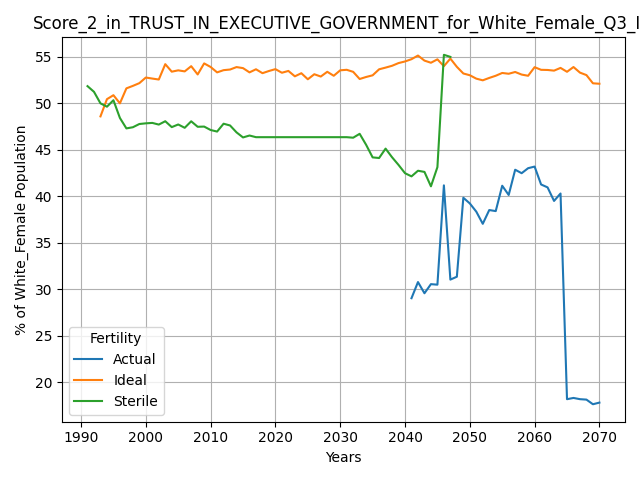 Score_2_in_TRUST_IN_EXECUTIVE_GOVERNMENT_for_White_Female_Q3_I
55
50
45
40
35
30
25
20
% of White_Female Population
Fertility
Actual
Ideal
Sterile
1990 2000 2010 2020 2030 2040 2050 2060 2070
Years